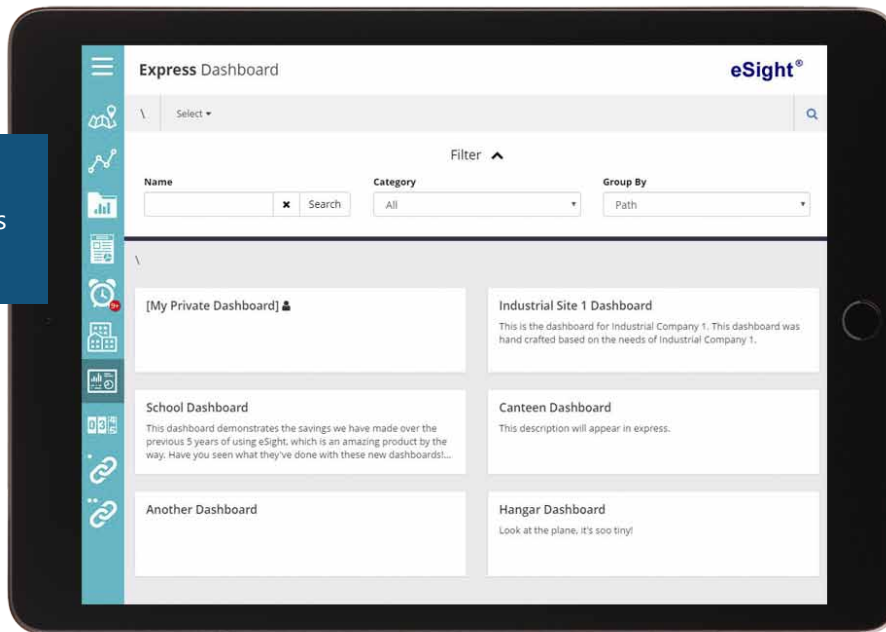 Express Dashboard
eSight®
\
Select
Filter
Name
Category
Group By
Search
All
Path
s
9+
\
[My Private Dashboard]
Industrial Site 1 Dashboard
This is the dashboard for Industrial Company 1. This dashboard was
hand crafted based on the needs of Industrial Company 1.
School Dashboard
This dashboard demonstrates the savings we have made over the
previous 5 years of using eSight, which is an amazing product by the
way. Have you seen what they've done with these new dashboards!...
Canteen Dashboard
This description will appear in express.
Another Dashboard
Hangar Dashboard
Look at the plane, it's soo tiny!